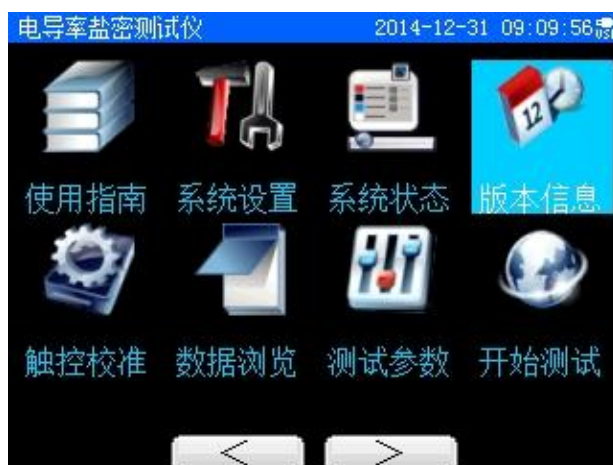 电导率盐密测试仪 2014-12-31 09:09:56
使用指南 系统设置 系统状态 版本信息
12
触控校准 数据浏览 测试参数 开始测试
< >